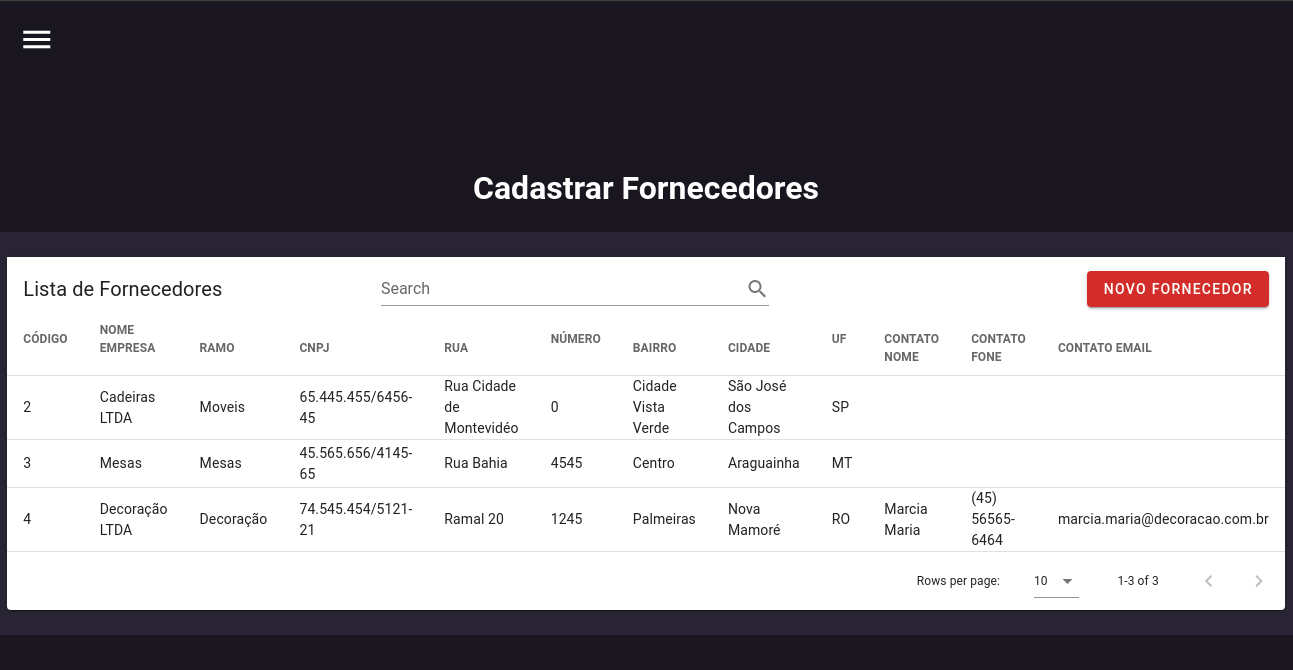 Cadastrar Fornecedores
Lista de Fornecedores
Search
NOVO FORNECEDOR
CÓDIGO
NOME
EMPRESA
RAMO
CNPJ
RUA
NÚMERO
BAIRRO
CIDADE
UF
CONTATO
NOME
CONTATO
FONE
CONTATO EMAIL
2
Cadeiras
LTDA
Moveis
65.445.455/6456-
45
Rua Cidade
de
Montevidéo
0
Cidade
Vista
Verde
São José
dos
Campos
SP
3
Mesas
Mesas
45.565.656/4145-
65
Rua Bahia
4545
Centro
Araguainha
MT
4
Decoração
LTDA
Decoração
74.545.454/5121-
21
Ramal 20
1245
Palmeiras
Nova
Mamoré
RO
Marcia
Maria
(45)
56565-
6464
marcia.maria@decoracao.com.br
Rows per page:
10
1-3 of 3